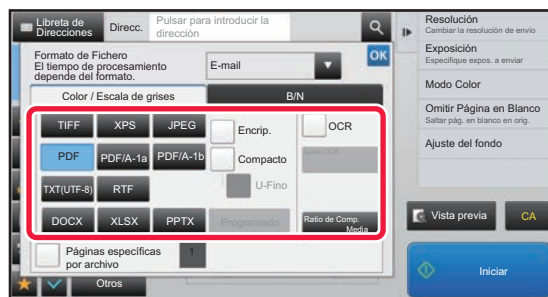 Libreta de
Direcciones
Direcc.
Pulsar para introducir la
dirección
Formato de Fichero
El tiempo de procesamiento
depende del formato.
E-mail
OK
Color / Escala de grises
B/N
TIFF
XPS
JPEG
Encrip.
OCR
PDF
PDF/A-1a
PDF/A-1b
Compacto
Ajuste OCR
U-Fino
TXT(UTF-8)
RTF
DOCX
XLSX
PPTX
Programado
Ratio de Comp.
Media
Páginas específicas
por archivo
1
Otros
Resolución
Cambiar la resolución de envío
Exposición
Especifique expos. a enviar
Modo Color
Omitir Página en Blanco
Saltar pág. en blanco en orig.
Ajuste del fondo
Vista previa
CA
Iniciar